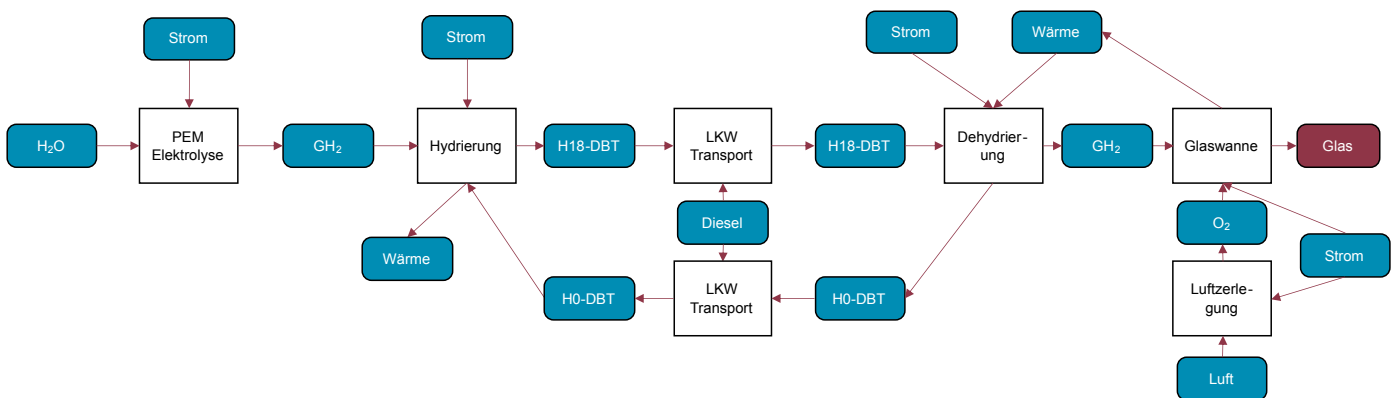 Strom
Strom
Strom
Wärme
H₂O
PEM
Elektrolyse
GH₂
Hydrierung
H18-DBT
LKW
Transport
H18-DBT
Dehydrier-
ung
GH₂
Glaswanne
Glas
Diesel
O₂
Wärme
Strom
H0-DBT
LKW
Transport
H0-DBT
Luftzerle-
gung
Luft